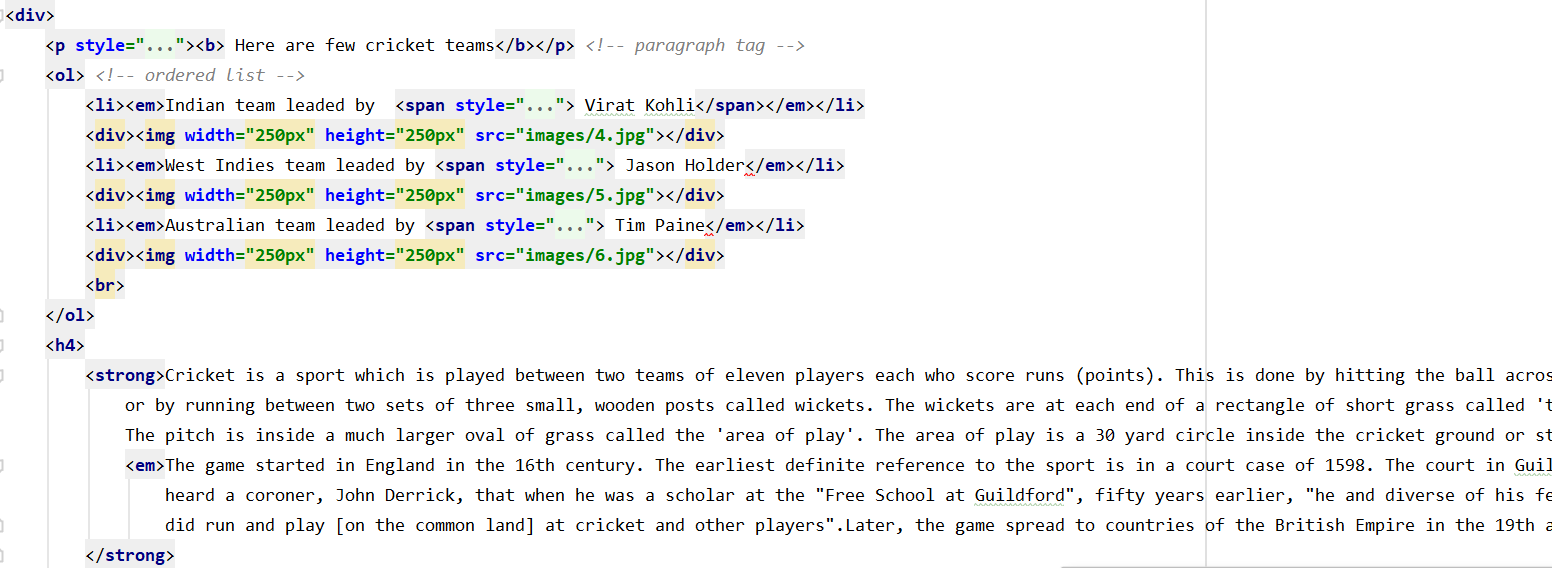 <div>
<p style="..."><b> Here are few cricket teams</b></p> <!-- paragraph tag -->
<ol> <!-- ordered list -->
<li><em>Indian team leaded by  <span style="..."> Virat Kohli</span></em></li>
<div><img width="250px" height="250px" src="images/4.jpg"></div>
<li><em>West Indies team leaded by <span style="..."> Jason Holder</em></li>
<div><img width="250px" height="250px" src="images/5.jpg"></div>
<li><em>Australian team leaded by <span style="..."> Tim Paine</em></li>
<div><img width="250px" height="250px" src="images/6.jpg"></div>
<br>
</ol>
<h4>
<strong>Cricket is a sport which is played between two teams of eleven players each who score runs (points). This is done by hitting the ball
or by running between two sets of three small, wooden posts called wickets. The wickets are at each end of a rectangle of short grass called
The pitch is inside a much larger oval of grass called the 'area of play'. The area of play is a 30 yard circle inside the cricket ground or
<em>The game started in England in the 16th century. The earliest definite reference to the sport is in a court case of 1598. The court in
heard a coroner, John Derrick, that when he was a scholar at the "Free School at Guildford", fifty years earlier, "he and diverse of his
did run and play [on the common land] at cricket and other players".Later, the game spread to countries of the British Empire in the 19th
</strong>